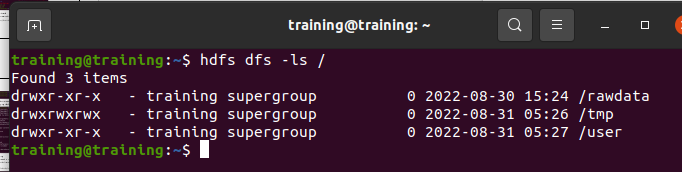 training@training: ~
training@training:~$ hdfs dfs -ls /
Found 3 items
drwxr-xr-x   - training supergroup          0 2022-08-30 15:24 /rawdata
drwxrwxrwx   - training supergroup          0 2022-08-31 05:26 /tmp
drwxr-xr-x   - training supergroup          0 2022-08-31 05:27 /user
training@training:~$